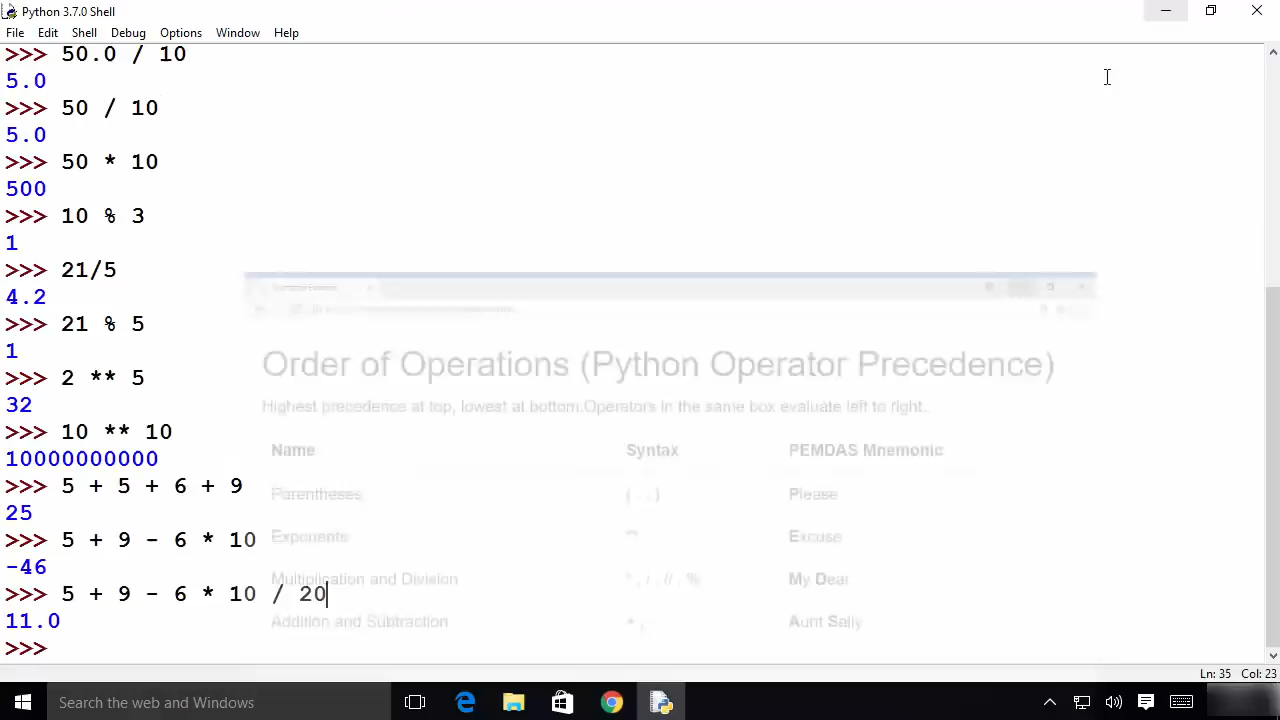 Python 3.7.0 Shell
File Edit Shell Debug Options Window Help
>>> 50.0 / 10
5.0
>>> 50 / 10
5.0
>>> 50 * 10
500
>>> 10 % 3
1
>>> 21/5
4.2
>>> 21 % 5
1
>>> 2 ** 5
32
>>> 10 ** 10
10000000000
>>> 5 + 5 + 6 + 9
25
>>> 5 + 9 - 6 * 10
-46
>>> 5 + 9 - 6 * 10 / 20
11.0
>>>
Order of Operations (Python Operator Precedence)
Highest precedence at top, lowest at bottom.Operators in the same box evaluate left to right.
Name Syntax PEMDAS Mnemonic
Parentheses Please
Exponents Excuse
Multiplication and Division * , / , // , % My Dear
Addition and Subtraction Aunt Sally
Ln: 35 Col: 23
Search the web and Windows